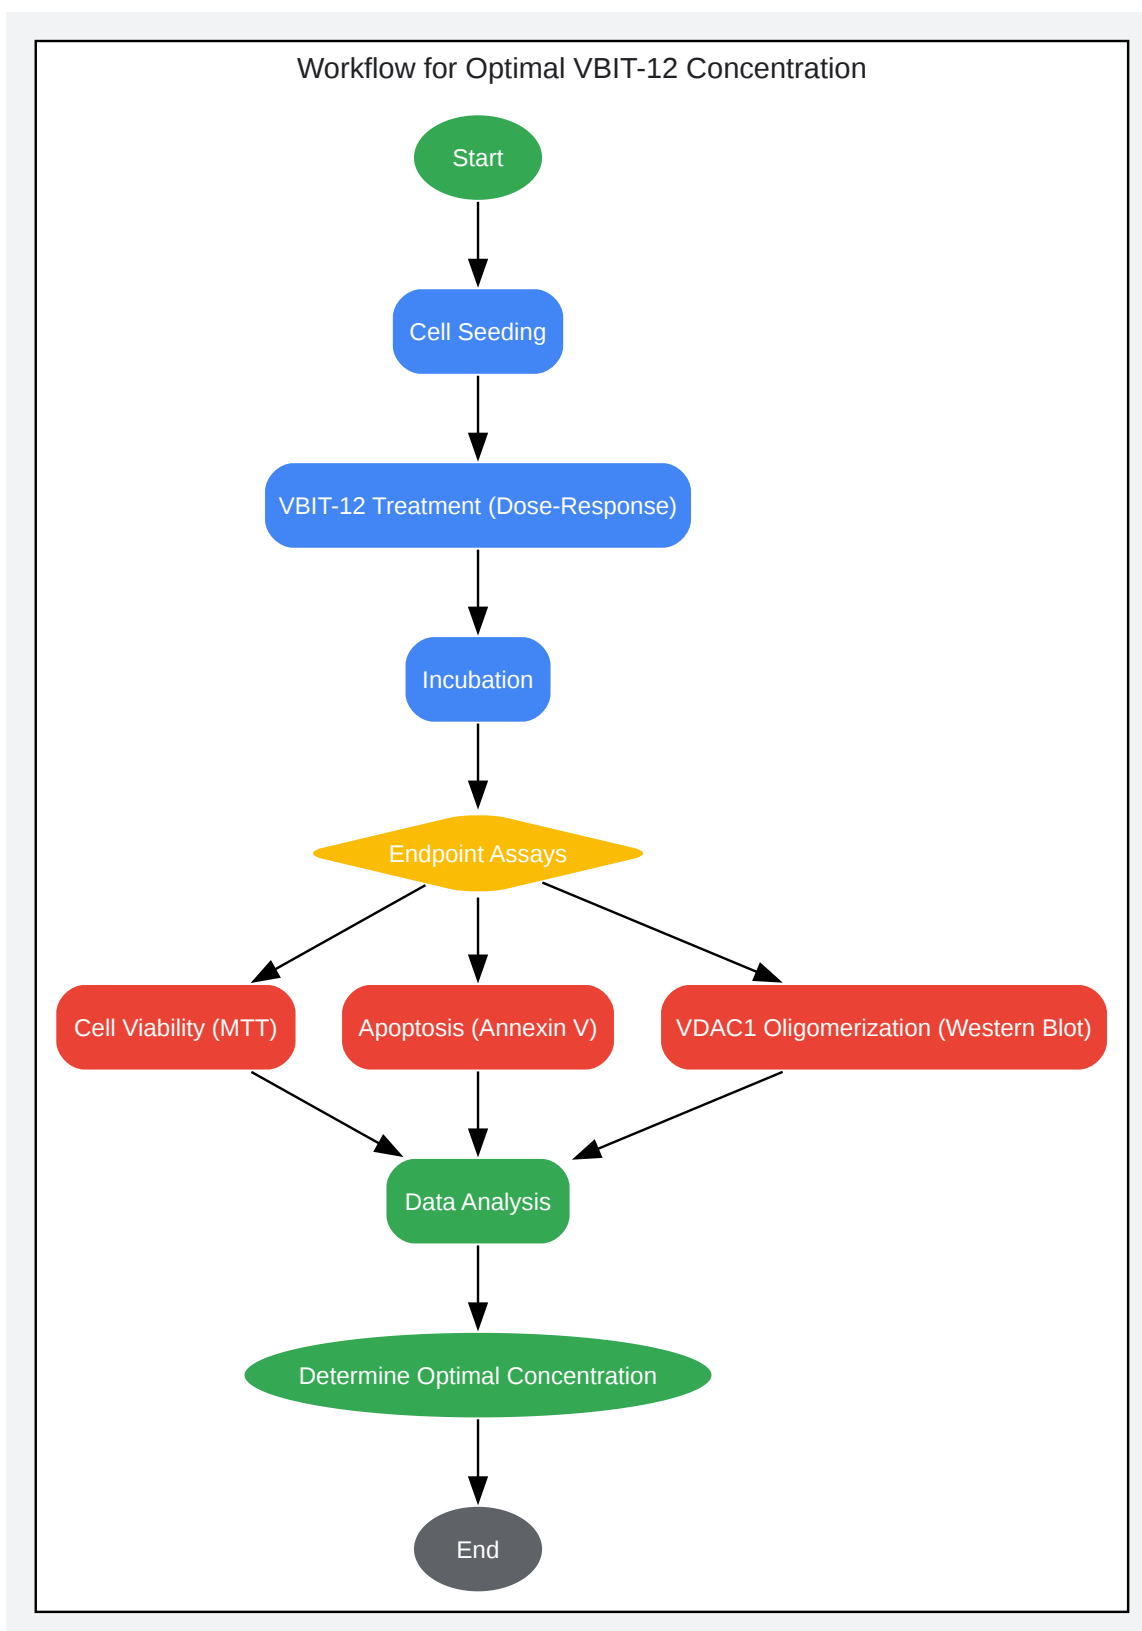 Workflow for Optimal VBIT-12 Concentration
Start
Cell Seeding
VBIT-12 Treatment (Dose-Response)
Incubation
Endpoint Assays
Cell Viability (MTT)
Apoptosis (Annexin V)
VDAC1 Oligomerization (Western Blot)
Data Analysis
Determine Optimal Concentration
End